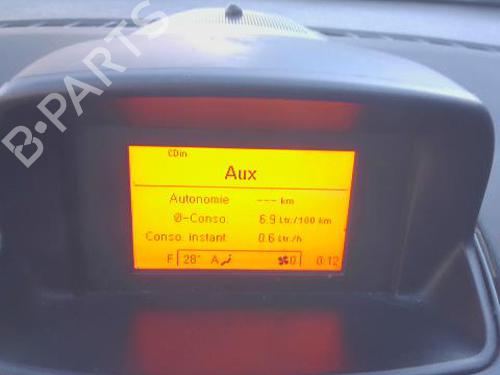 B-PARTS
CDin
Aux
Autonomie --- km
Ø-Conso. 6.9 Ltr./100 km
Conso. instant 0.6 Ltr./h
F 28° A 0 0:12